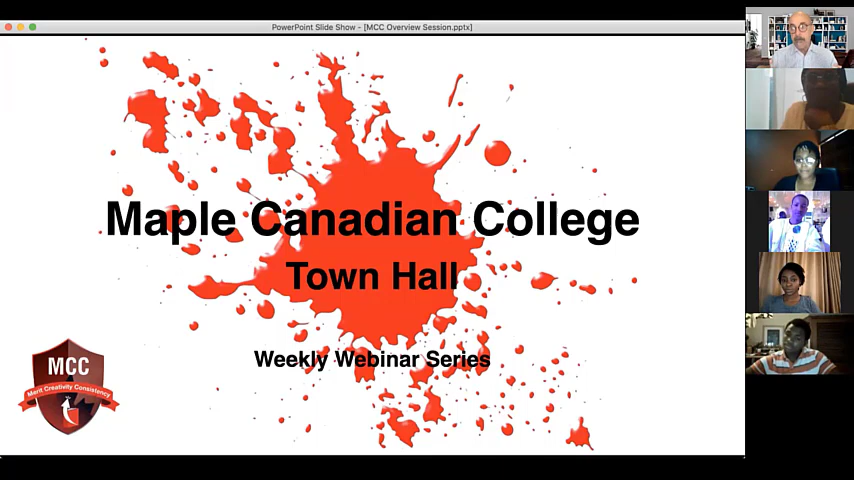 PowerPoint Slide Show - [MCC Overview Session.pptx]
Maple Canadian College
Town Hall
Weekly Webinar Series
MCC
Merit Creativity Consistency